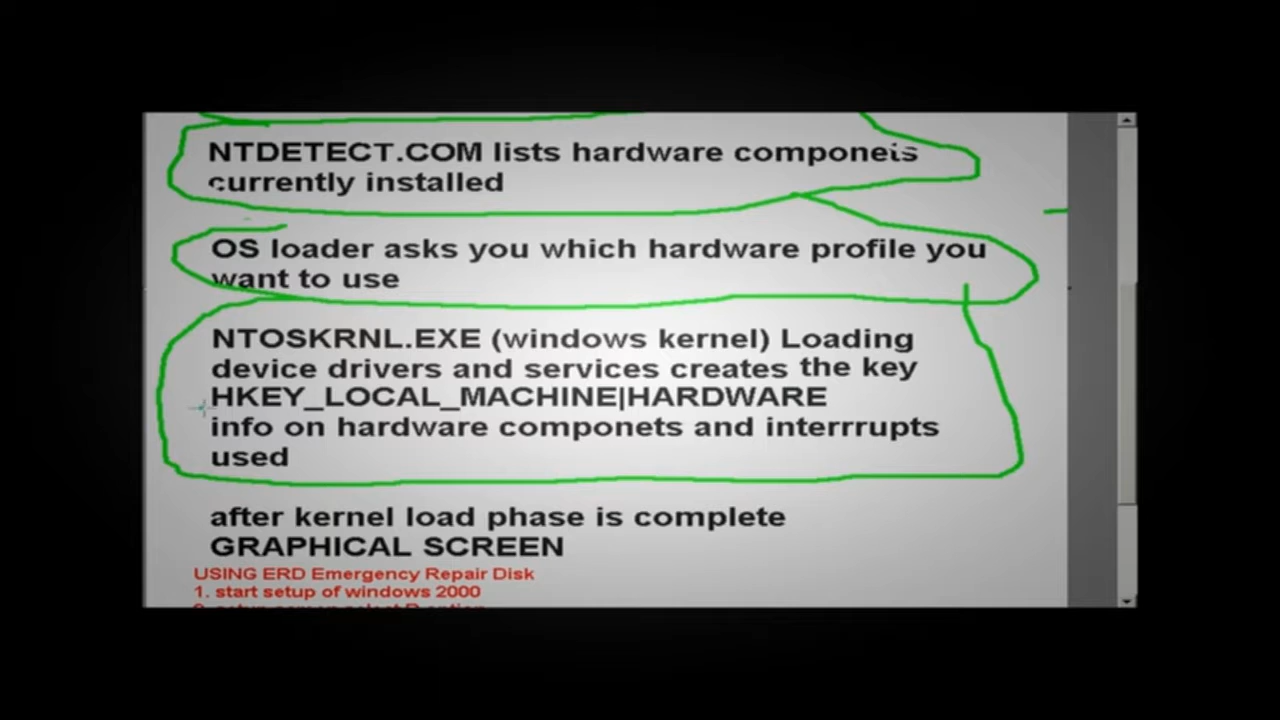 NTDETECT.COM lists hardware componets
currently installed
OS loader asks you which hardware profile you
want to use
NTOSKRNL.EXE (windows kernel) Loading
device drivers and services creates the key
HKEY_LOCAL_MACHINE|HARDWARE
info on hardware componets and interrrupts
used
after kernel load phase is complete
GRAPHICAL SCREEN
USING ERD Emergency Repair Disk
1. start setup of windows 2000